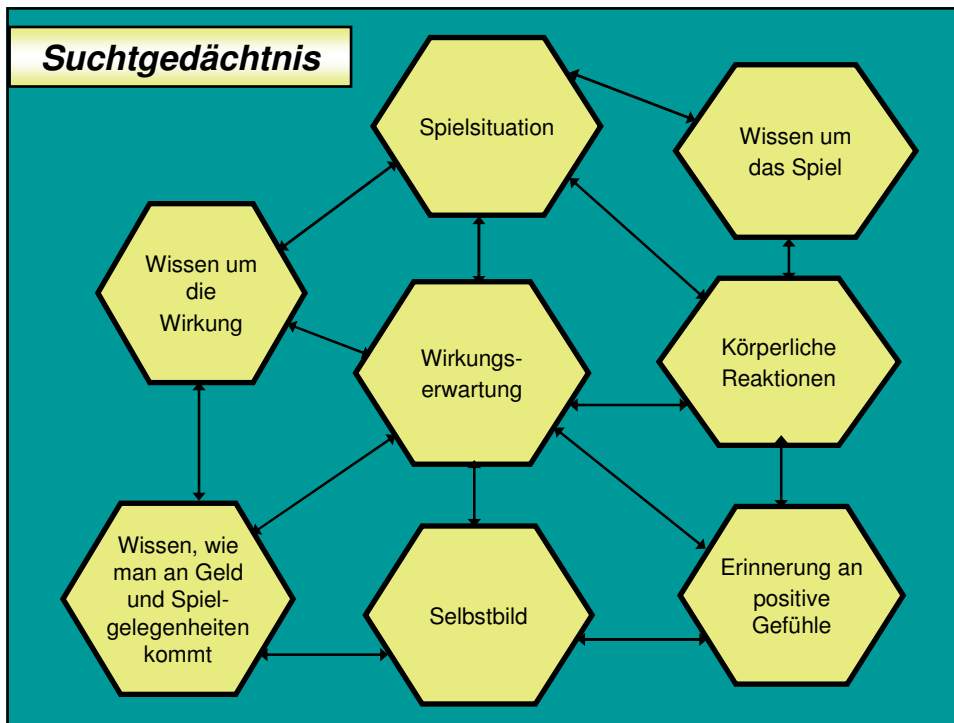 Suchtgedächtnis
Spielsituation
Wissen um
das Spiel
Wissen um
die
Wirkung
Wirkungs-
erwartung
Körperliche
Reaktionen
Wissen, wie
man an Geld
und Spiel-
gelegenheiten
kommt
Selbstbild
Erinnerung an
positive
Gefühle